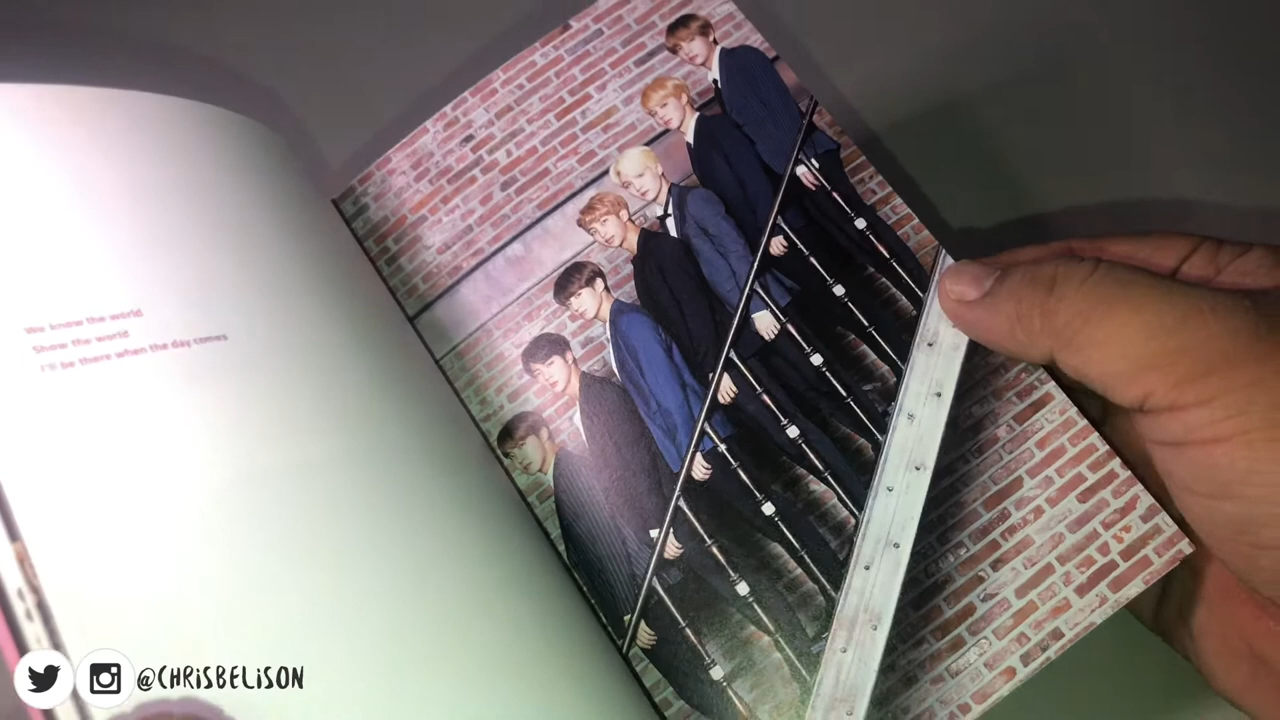 We know the world
Show the world
I'll be there when the day comes
@CHRISBELISON